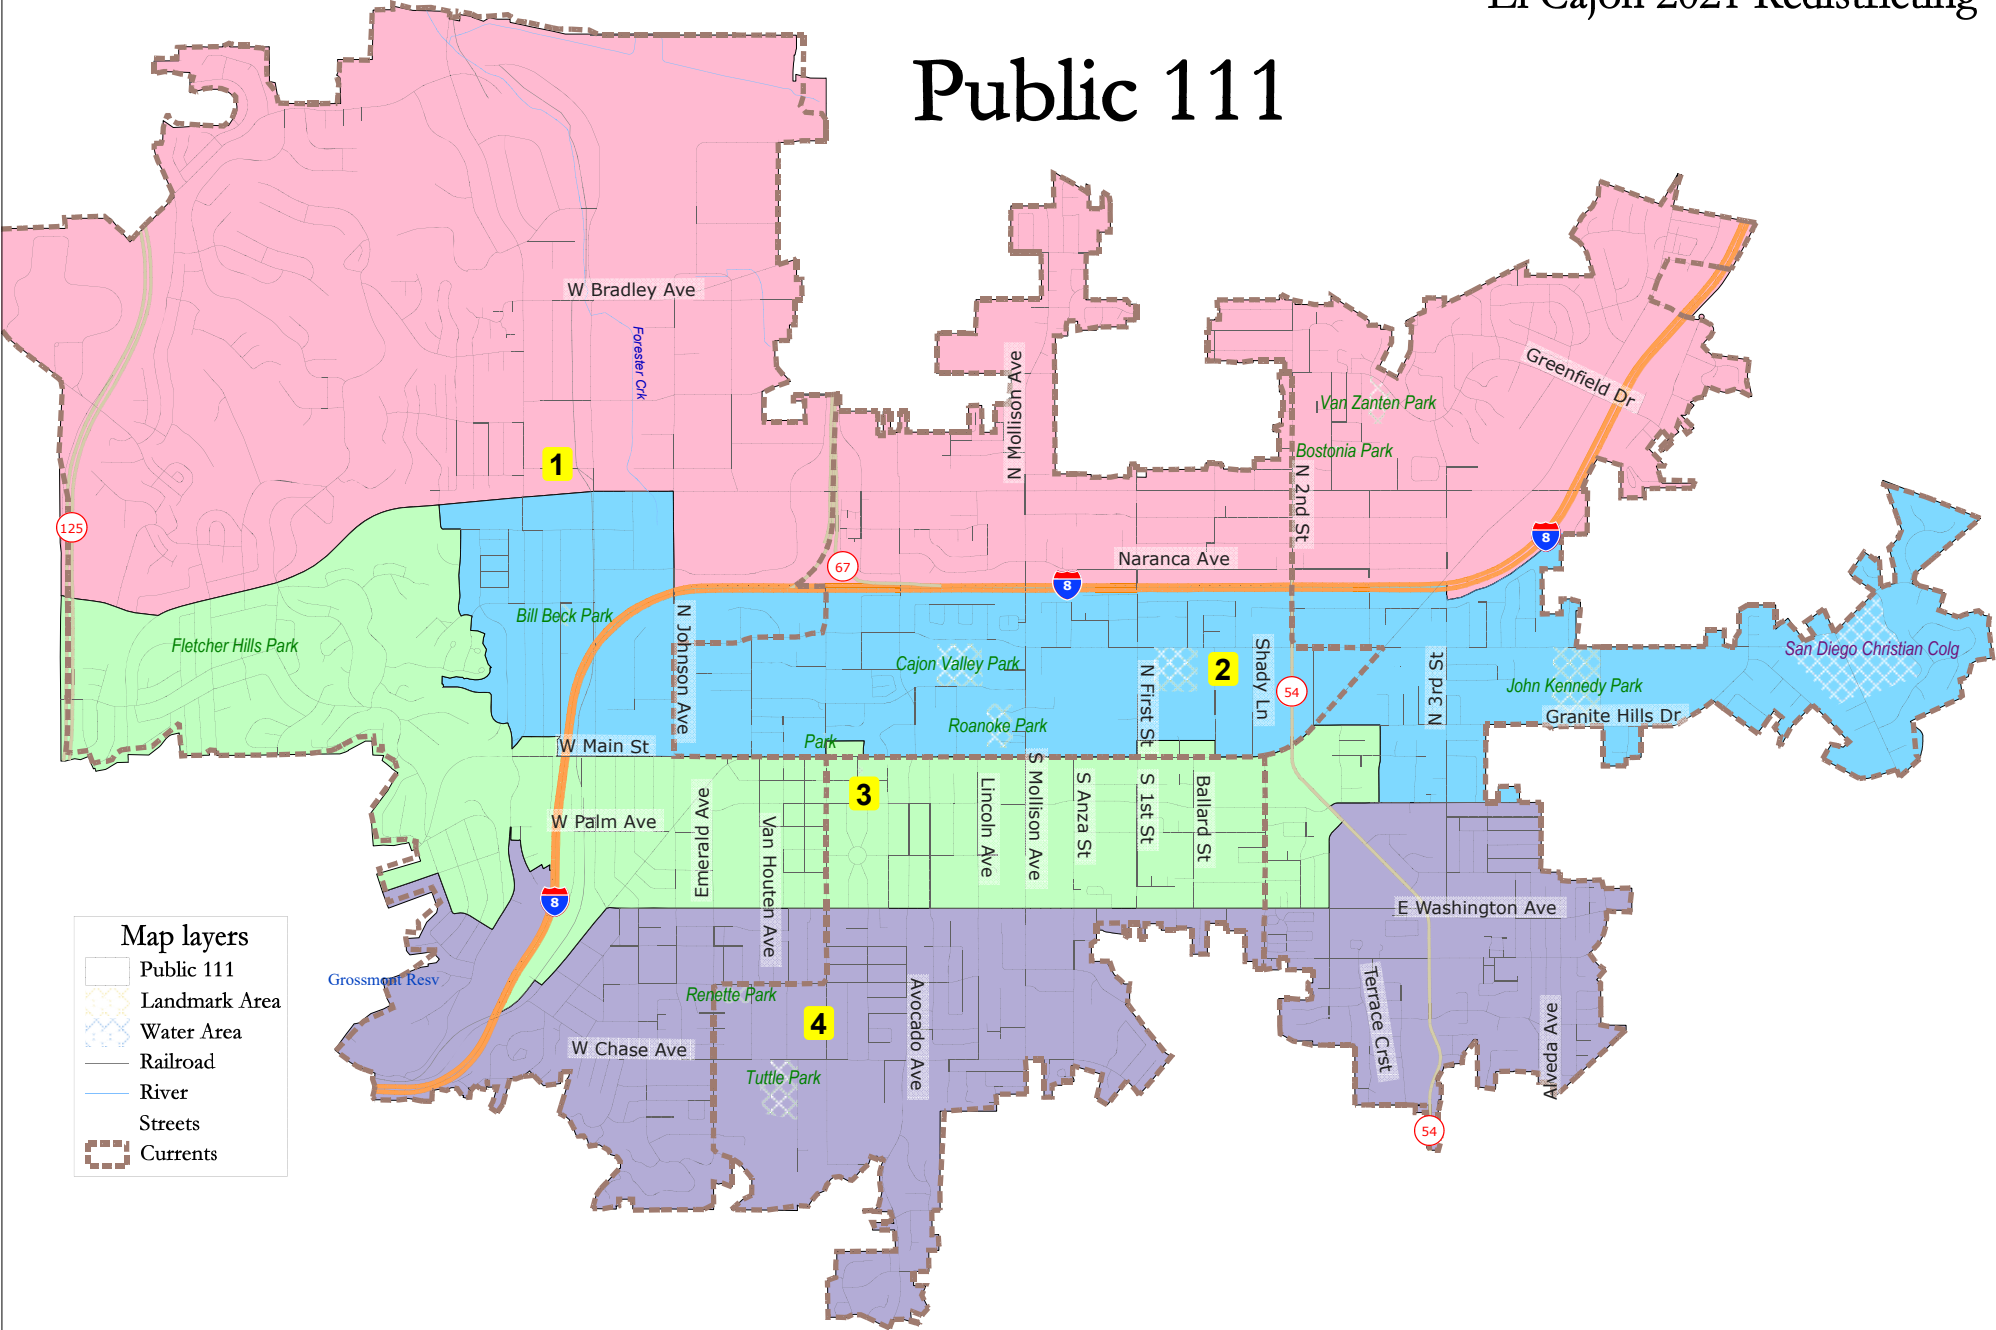 El Cajon 2021 Redistricting
Public 111
W Bradley Ave
Forester Crk
N Mollison Ave
Greenfield Dr
Van Zanten Park
Bostonia Park
1
N 2nd St
125
8
Naranca Ave
67
8
Bill Beck Park
N Johnson Ave
Fletcher Hills Park
Cajon Valley Park
N First St
2
Shady Ln
54
N 3rd St
John Kennedy Park
San Diego Christian Colg
Granite Hills Dr
Roanoke Park
Park
W Main St
3
S Mollison Ave
Lincoln Ave
S Anza St
S 1st St
Ballard St
W Palm Ave
Emerald Ave
Van Houten Ave
8
E Washington Ave
Grossmont Resv
Renette Park
4
Avocado Ave
Terrace Crst
Alveda Ave
W Chase Ave
Tuttle Park
54
Map layers
Public 111
Landmark Area
Water Area
Railroad
River
Streets
Currents